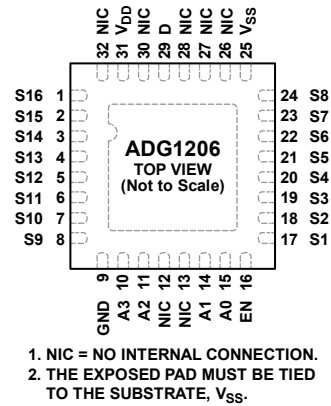 32 NIC
31 VDD
30 NIC
29 D
28 NIC
27 NIC
26 NIC
25 VSS
S16 1
S15 2
S14 3
S13 4
S12 5
S11 6
S10 7
S9 8
ADG1206
TOP VIEW
(Not to Scale)
24 S8
23 S7
22 S6
21 S5
20 S4
19 S3
18 S2
17 S1
GND 9
A3 10
A2 11
NIC 12
NIC 13
A1 14
A0 15
EN 16
1. NIC = NO INTERNAL CONNECTION.
2. THE EXPOSED PAD MUST BE TIED
TO THE SUBSTRATE, VSS.